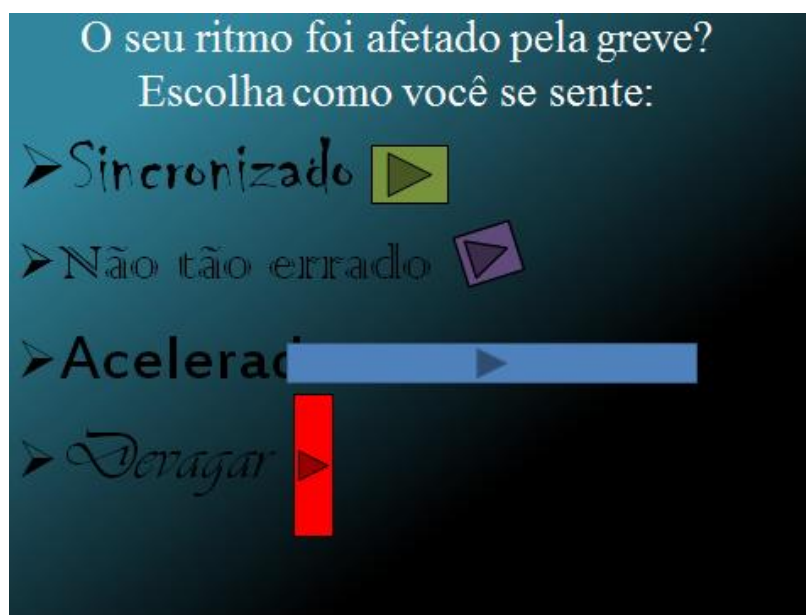 O seu ritmo foi afetado pela greve?
Escolha como você se sente:
Sincronizado
Não tão errado
Acelerad
Devagar